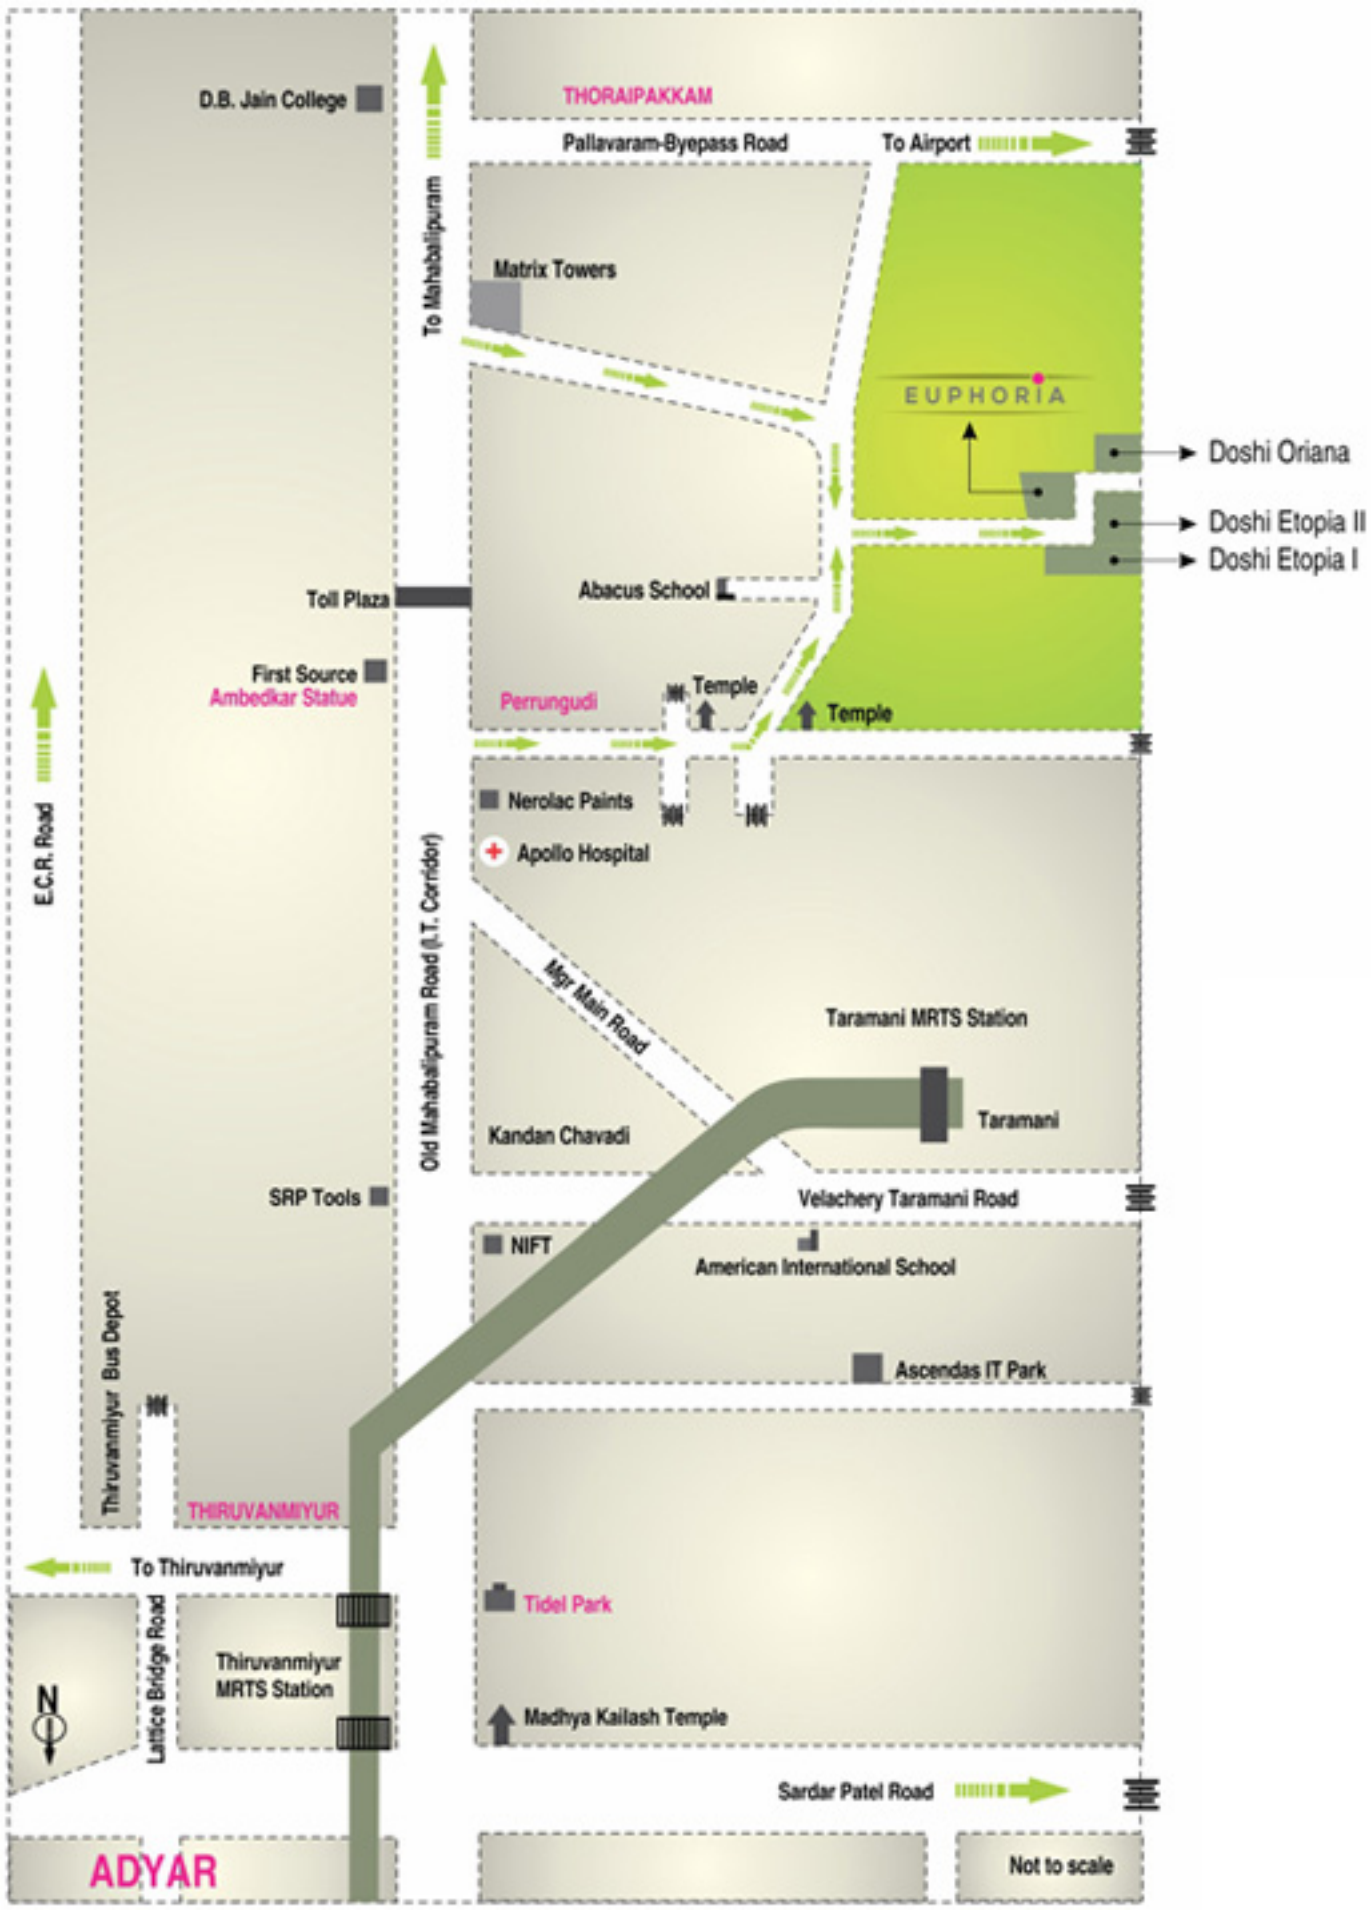 D.B. Jain College
THORAIPAKKAM
Pallavaram-Byepass Road
To Airport
To Mahabalipuram
Matrix Towers
EUPHORIA
Doshi Oriana
Doshi Etopia II
Doshi Etopia I
Abacus School
Toll Plaza
First Source
Ambedkar Statue
Perrungudi
Temple
Temple
E.C.R. Road
Nerolac Paints
Apollo Hospital
Old Mahabalipuram Road (I.T. Corridor)
Mgr Main Road
Taramani MRTS Station
Taramani
Kandan Chavadi
SRP Tools
Velachery Taramani Road
NIFT
American International School
Thiruvanmiyur Bus Depot
Ascendas IT Park
THIRUVANMIYUR
To Thiruvanmiyur
Lattice Bridge Road
Tidel Park
Thiruvanmiyur
MRTS Station
N
Madhya Kailash Temple
Sardar Patel Road
ADYAR
Not to scale